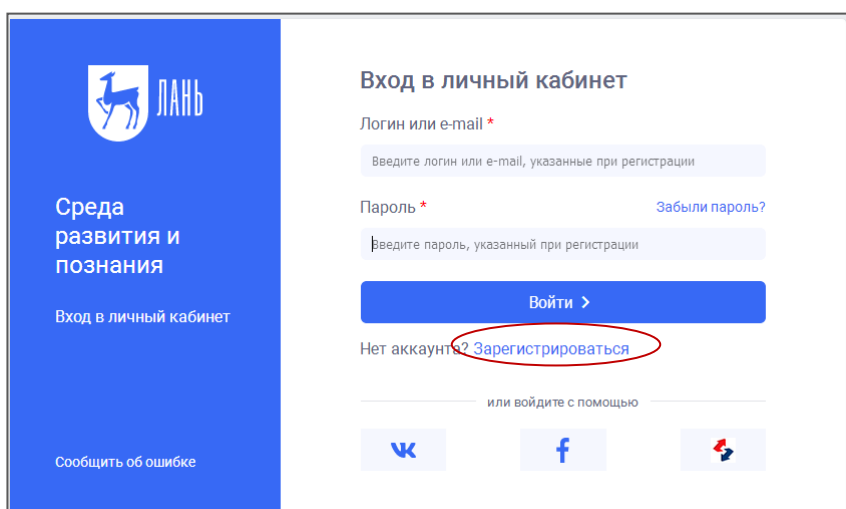 ЛАНЬ
Среда
развития и
познания
Вход в личный кабинет
Сообщить об ошибке
Вход в личный кабинет
Логин или e-mail *
Введите логин или e-mail, указанные при регистрации
Пароль * Забыли пароль?
Введите пароль, указанный при регистрации
Войти
Нет аккаунта? Зарегистрироваться
или войдите с помощью